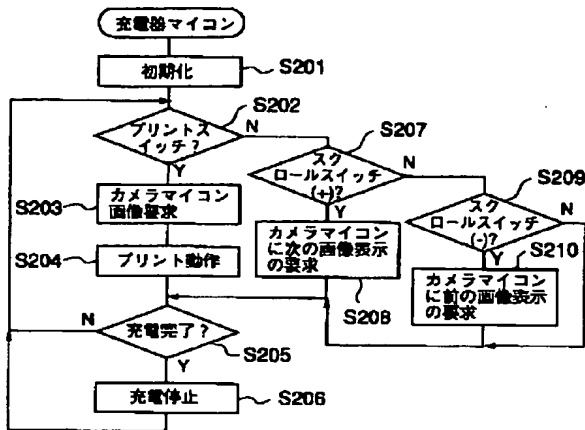 充電器マイコン
初期化
S201
S202
プリントス
イッチ?
N
Y
S203
カメラマイコン
画像要求
S204
プリント動作
N
充電完了?
S205
Y
充電停止
S206
S207
スク
ロールスイッチ
(+)?
N
Y
カメラマイコン
に次の画像表示
の要求
S208
S209
スク
ロールスイッチ
(-)?
N
Y
S210
カメラマイコン
に前の画像表示
の要求